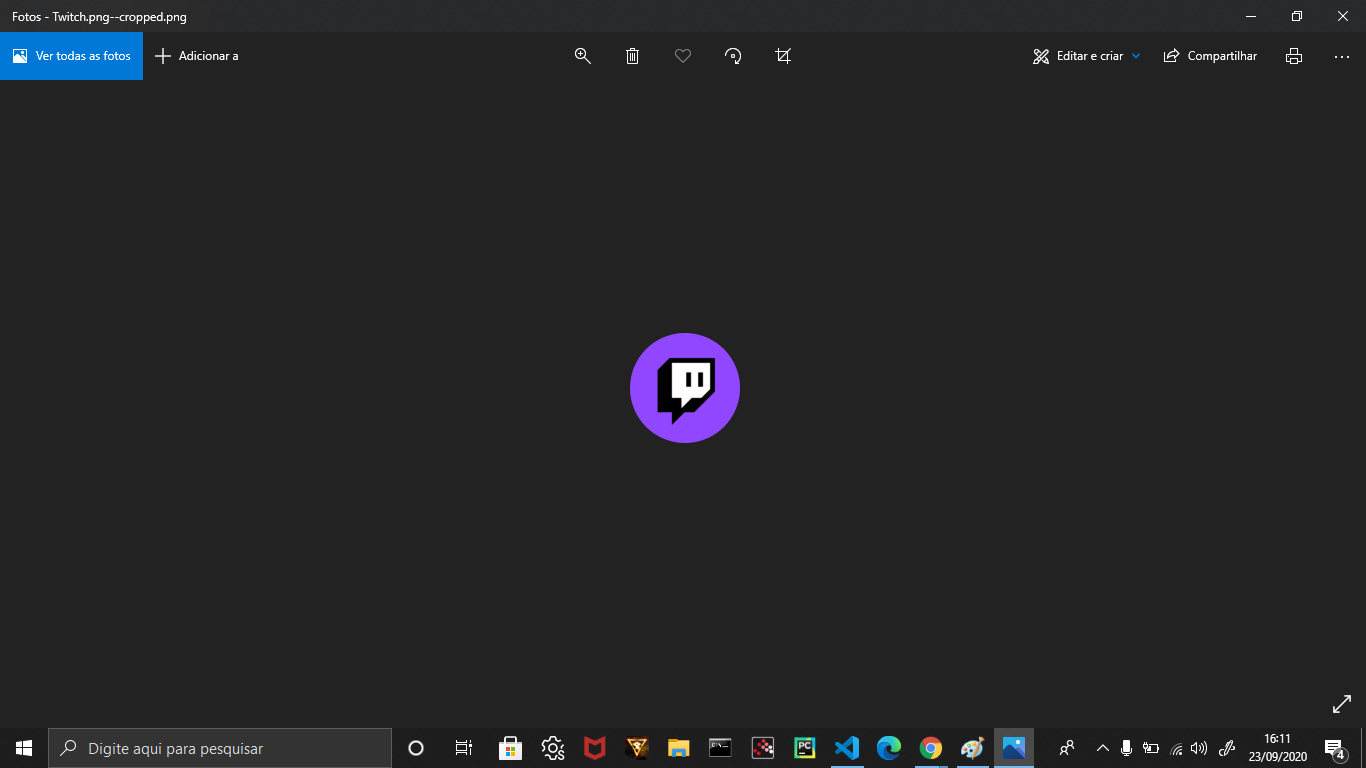 Fotos - Twitch.png--cropped.png
Ver todas as fotos
Adicionar a
Editar e criar
Compartilhar
Digite aqui para pesquisar
PC
16:11
23/09/2020
4